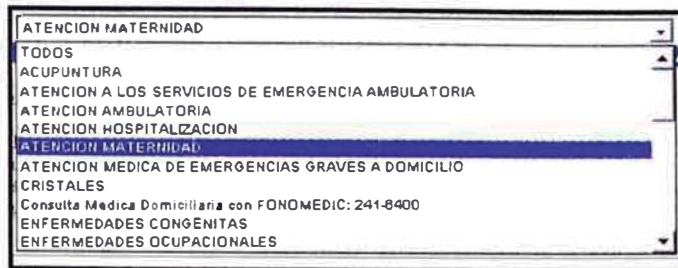 ATENCION MATERNIDAD
TODOS
ACUPUNTURA
ATENCION A LOS SERVICIOS DE EMERGENCIA AMBULATORIA
ATENCION AMBULATORIA
ATENCION HOSPITALIZACION
ATENCION MATERNIDAD
ATENCION MEDICA DE EMERGENCIAS GRAVES A DOMICILIO
CRISTALES
Consulta Medica Domiciliaria con FONOMEDIC: 241-8400
ENFERMEDADES CONGENITAS
ENFERMEDADES OCUPACIONALES